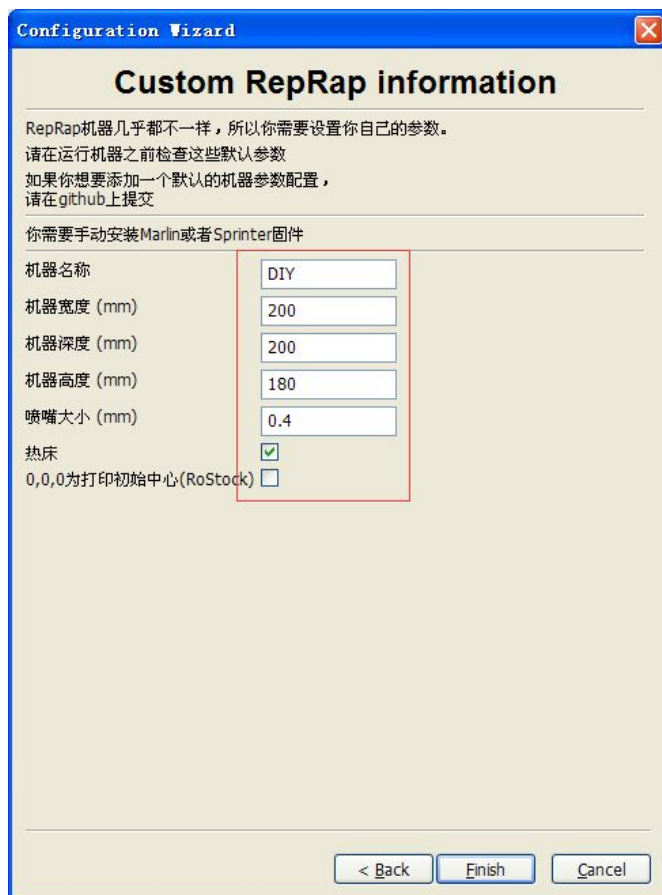 Configuration Wizard
Custom RepRap information
RepRap机器几乎都不一样，所以你需要设置你自己的参数。
请在运行机器之前检查这些默认参数
如果你想要添加一个默认的机器参数配置，
请在github上提交
你需要手动安装Marlin或者Sprinter固件
机器名称 DIY
机器宽度 (mm) 200
机器深度 (mm) 200
机器高度 (mm) 180
喷嘴大小 (mm) 0.4
热床
0,0,0为打印初始中心(RoStock)
< Back Finish Cancel